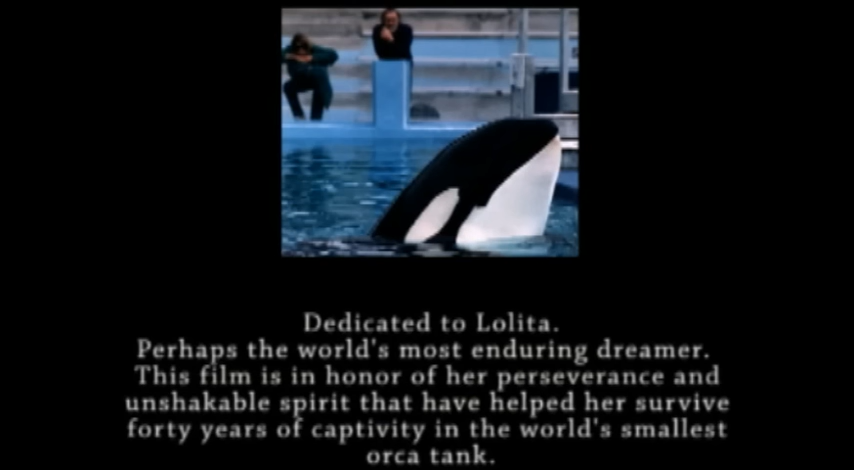 Dedicated to Lolita.
Perhaps the world's most enduring dreamer.
This film is in honor of her perseverance and
unshakable spirit that have helped her survive
forty years of captivity in the world's smallest
orca tank.